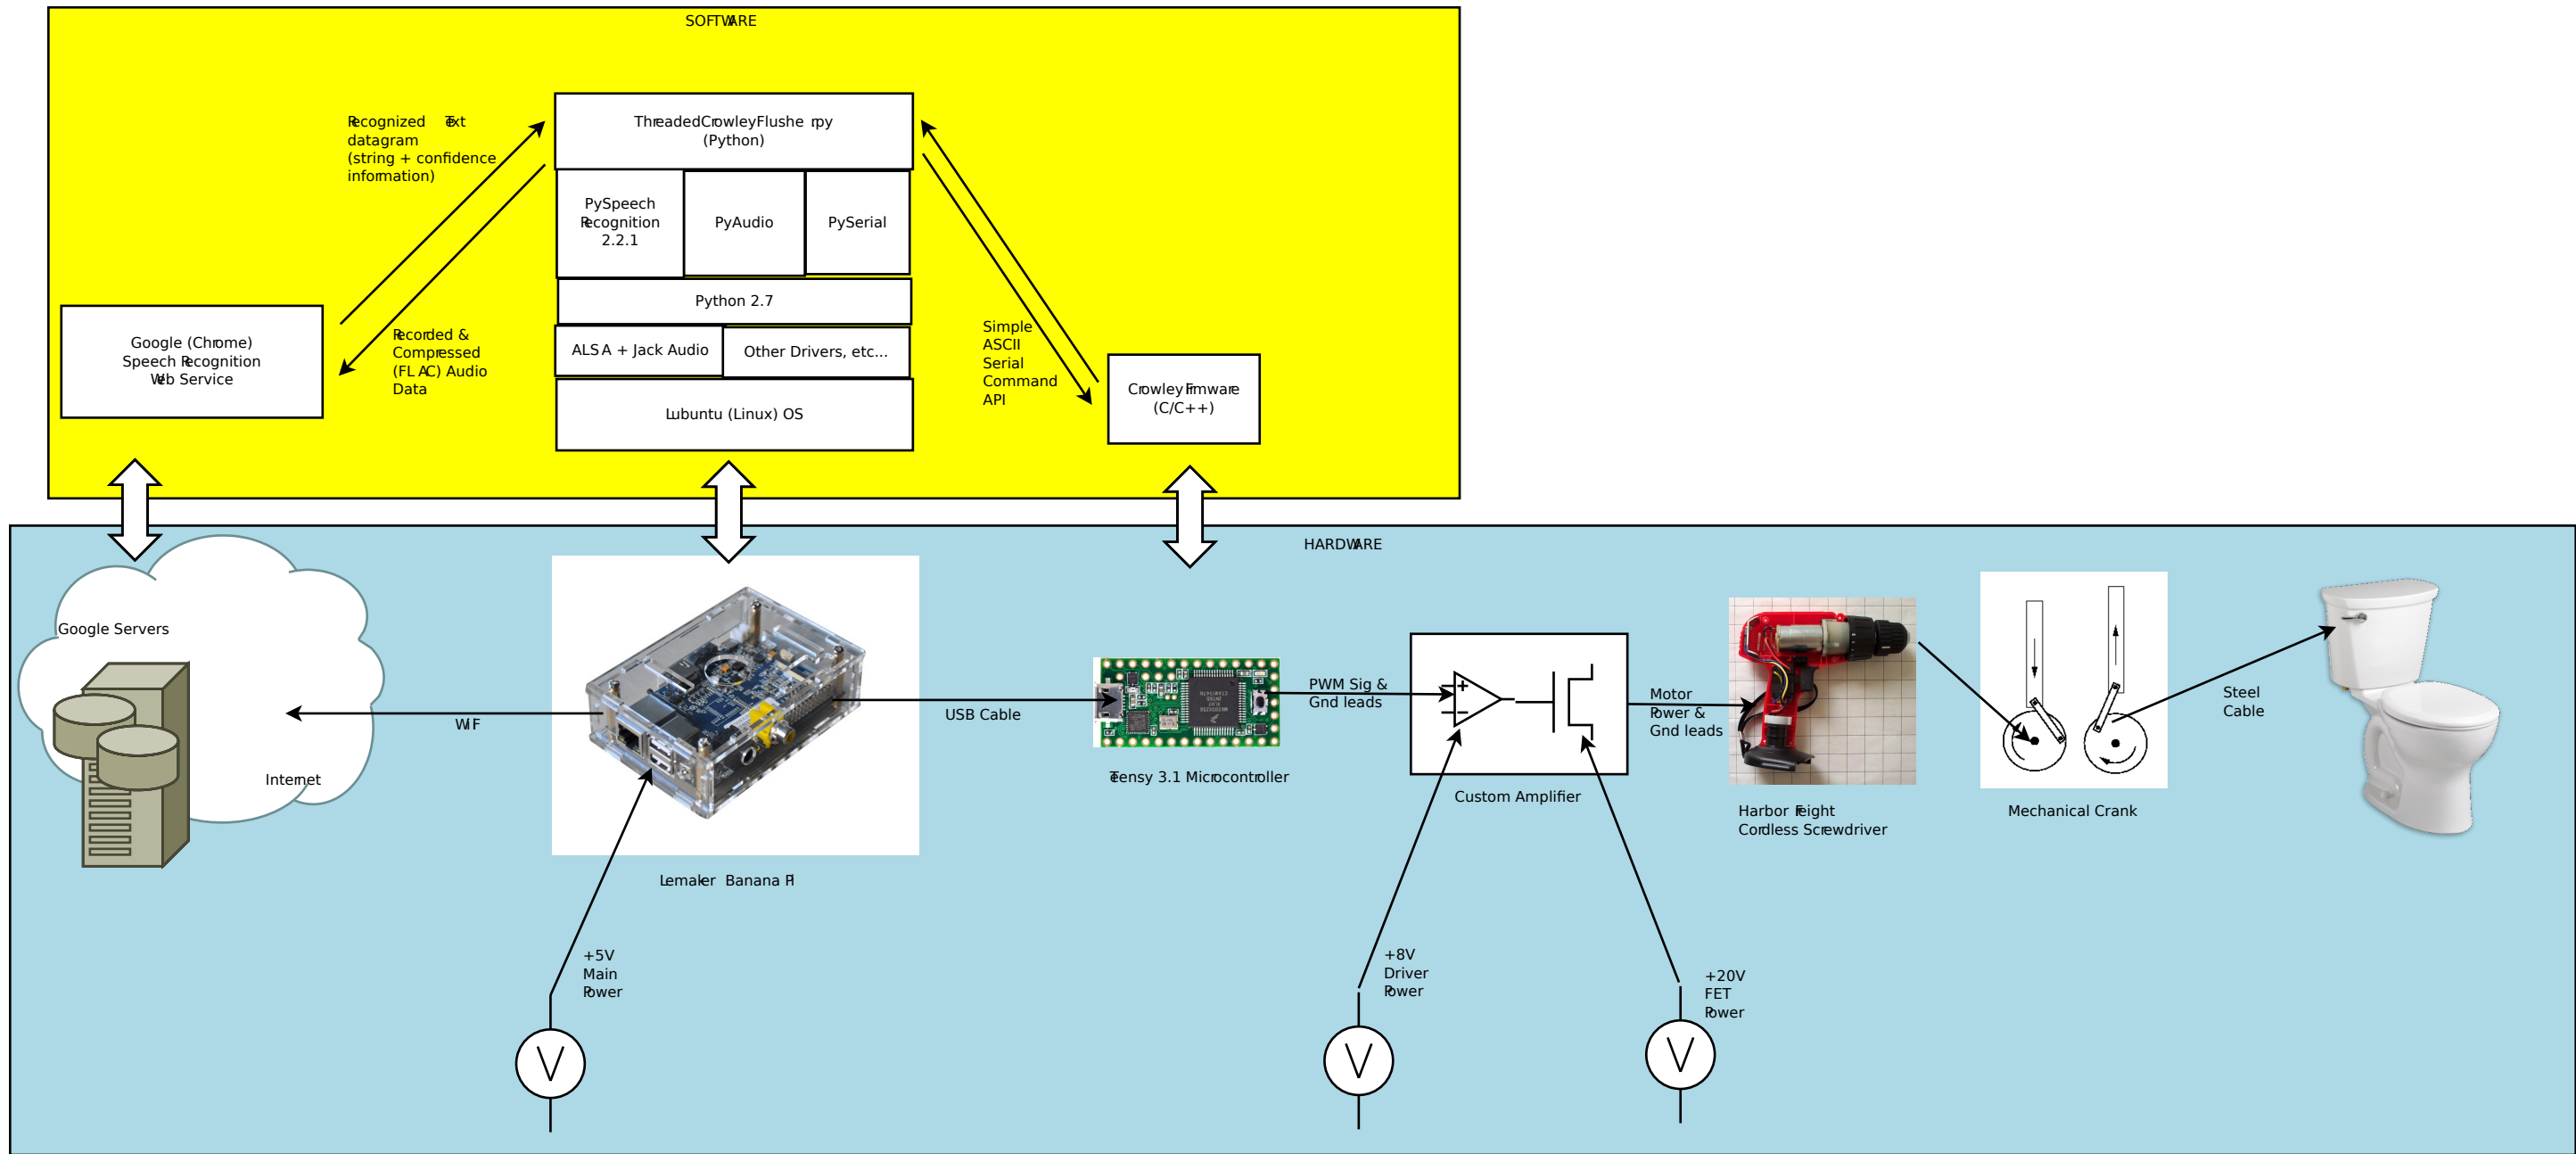 SOFTWARE
Recognized Text
datagram
(string + confidence
information)
ThreadedCrowleyFlusher.py
(Python)
PySpeech
Recognition
2.2.1
PyAudio
PySerial
Python 2.7
ALSA + Jack Audio
Other Drivers, etc...
Lubuntu (Linux) OS
Google (Chrome)
Speech Recognition
Web Service
Recorded &
Compressed
(FLAC) Audio
Data
Simple
ASCII
Serial
Command
API
Crowley Firmware
(C/C++)
HARDWARE
Google Servers
Internet
WiFi
Lemaker Banana Pi
USB Cable
Teensy 3.1 Microcontroller
PWM Sig &
Gnd leads
+
−
Custom Amplifier
Motor
Power &
Gnd leads
Harbor Freight
Cordless Screwdriver
Mechanical Crank
Steel
Cable
+5V
Main
Power
V
+8V
Driver
Power
V
+20V
FET
Power
V